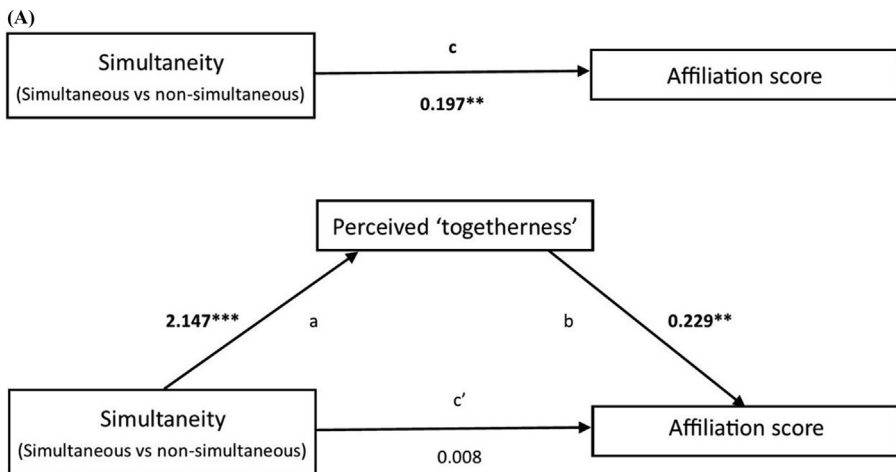 (A)
Simultaneity
(Simultaneous vs non-simultaneous)
c
0.197**
Affiliation score
Perceived ‘togetherness’
2.147***
a
b
0.229**
Simultaneity
(Simultaneous vs non-simultaneous)
c’
0.008
Affiliation score